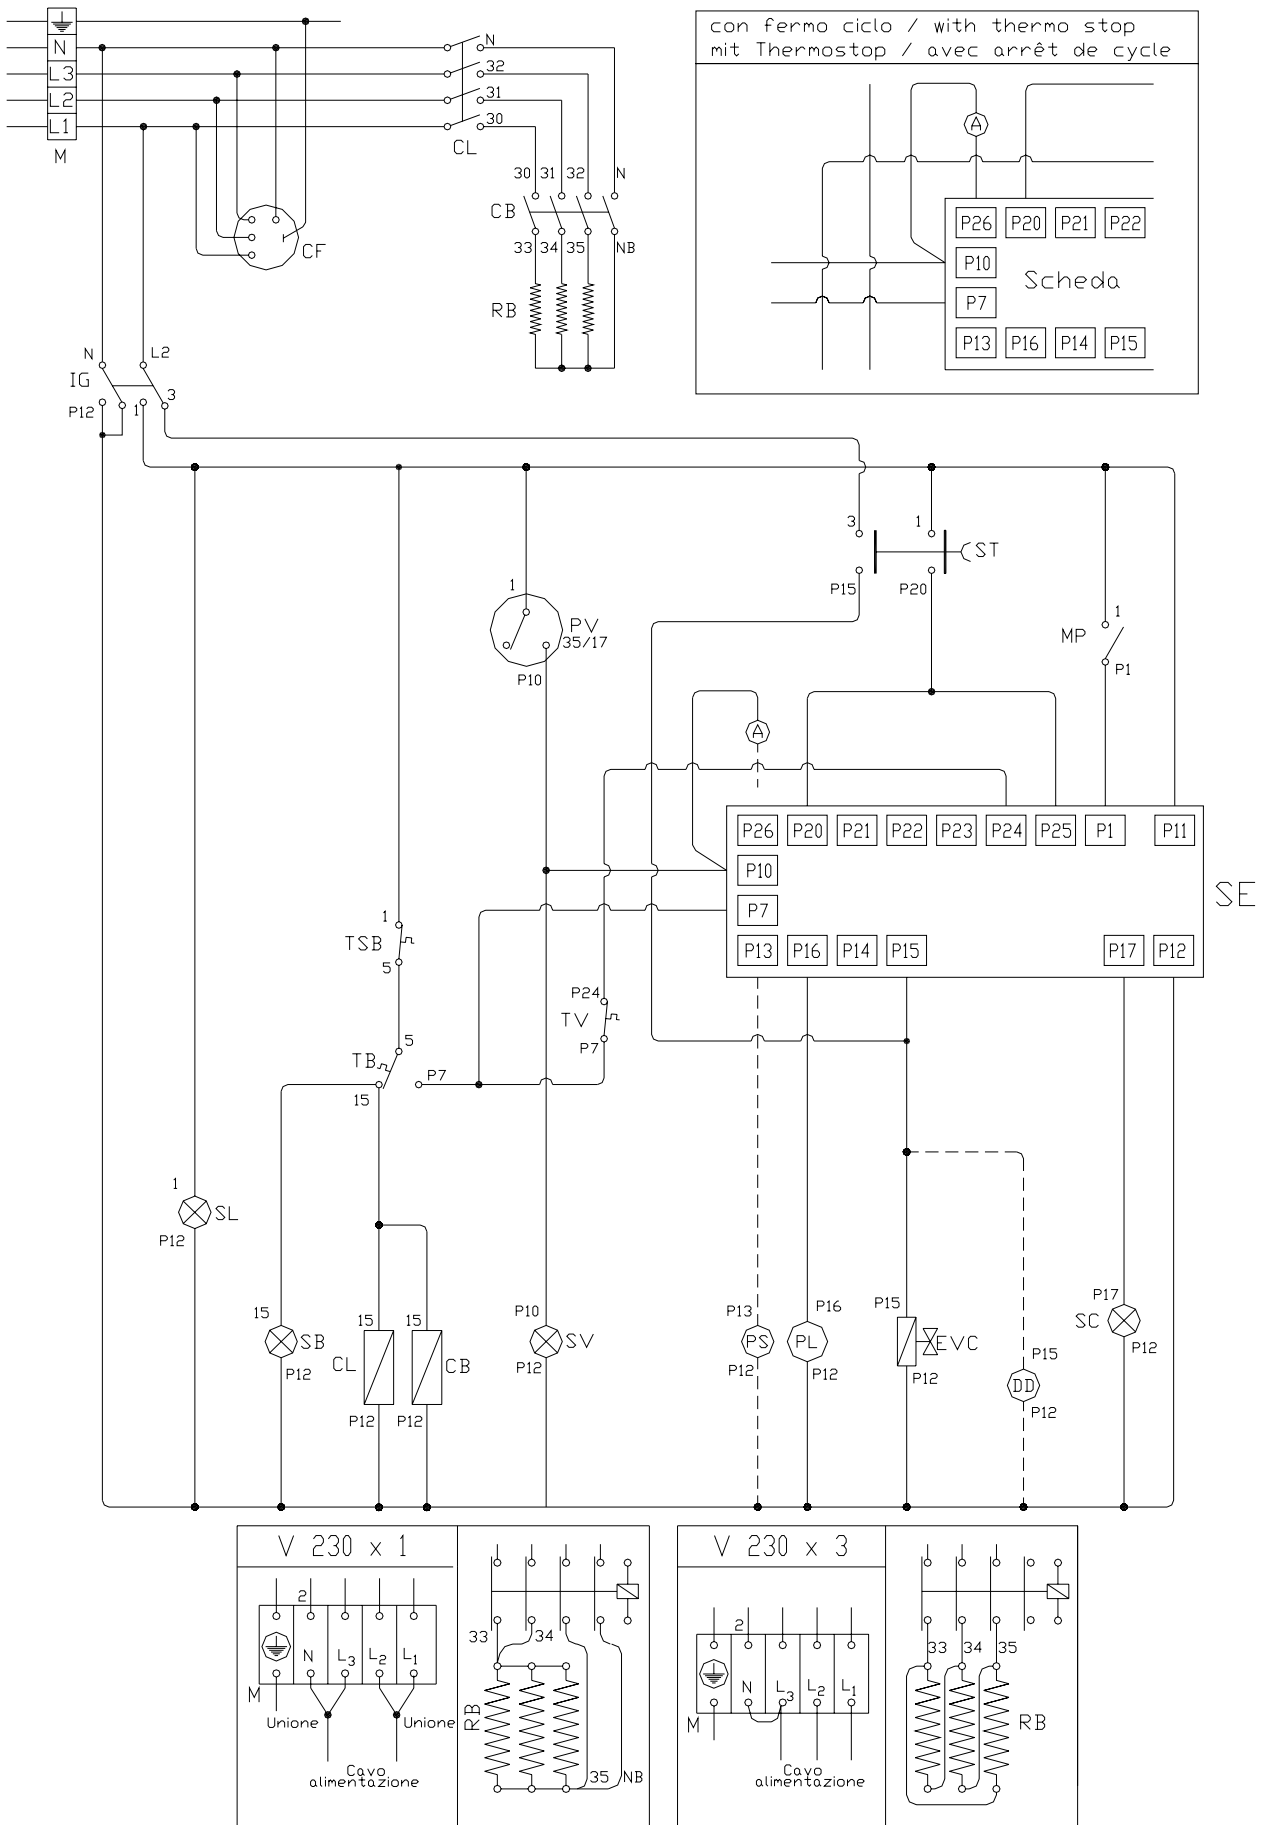 N
L3
L2
L1
M
CF
N
32
31
30
CL
30 31 32 N
CB
33 34 35 NB
RB
con fermo ciclo / with thermo stop
mit Thermostop / avec arrêt de cycle
A
P26 P20 P21 P22
P10
Scheda
P7
P13 P16 P14 P15
N L2
IG
3
P12 1
3 1
ST
P15 P20
1
PV
35/17
P10
1
MP
P1
A
P26 P20 P21 P22 P23 P24 P25 P1 P11
P10
P7
SE
P13 P16 P14 P15 P17 P12
1
TSB
5
P24
TV
P7
5
TB
P7
15
1
SL
P12
15
SB
P12
15
CL
P12
15
CB
P12
P10
SV
P12
P13
PS
P12
P16
PL
P12
P15
EVC
P12
P15
DD
P12
P17
SC
P12
V 230 x 1
2
N L3 L2 L1
M
Unione Unione
Cavo
alimentazione
33 34
RB
35 NB
V 230 x 3
2
N L3 L2 L1
M
Cavo
alimentazione
33 34 35
RB